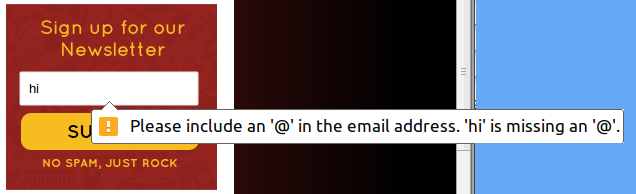 Sign up for our
Newsletter
hi
SU
Please include an '@' in the email address. 'hi' is missing an '@'.
NO SPAM, JUST ROCK